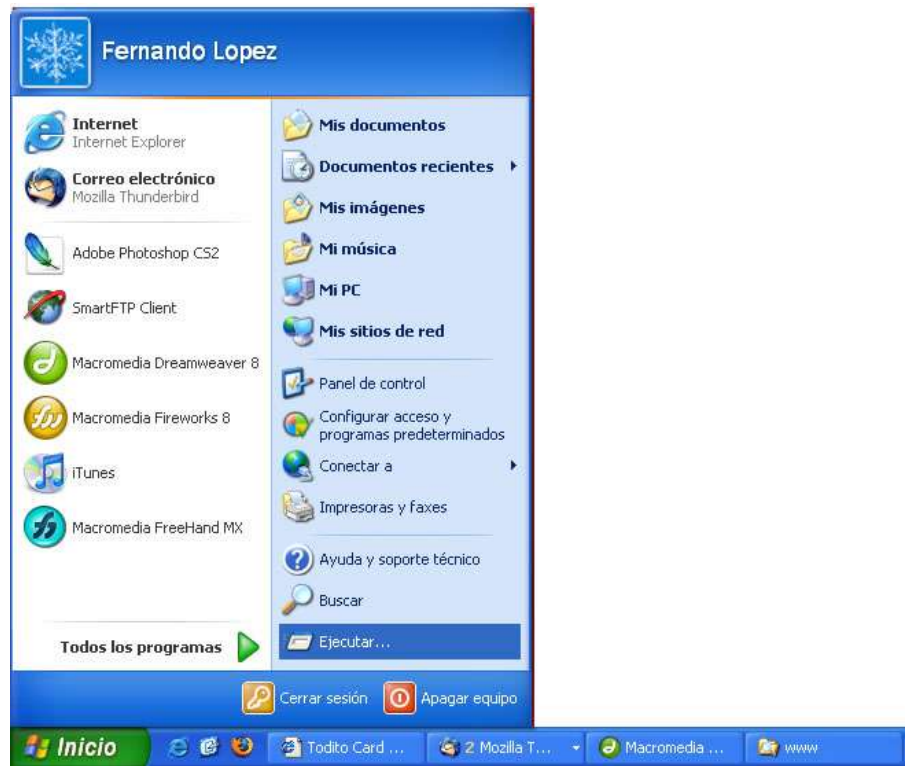 Fernando Lopez
Internet
Internet Explorer
Correo electrónico
Mozilla Thunderbird
Adobe Photoshop CS2
SmartFTP Client
Macromedia Dreamweaver 8
Macromedia Fireworks 8
iTunes
Macromedia FreeHand MX
Todos los programas
Mis documentos
Documentos recientes
Mis imágenes
Mi música
Mi PC
Mis sitios de red
Panel de control
Configurar acceso y
programas predeterminados
Conectar a
Impresoras y faxes
Ayuda y soporte técnico
Buscar
Ejecutar...
Cerrar sesión
Apagar equipo
Inicio
Todito Card ...
2 Mozilla T...
Macromedia ...
www